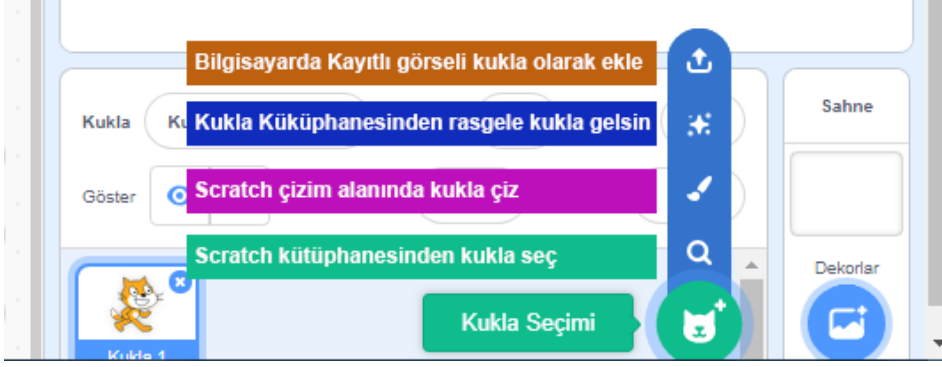 Bilgisayarda Kayıtlı görseli kukla olarak ekle
Kukla
Kukla Küküphanesinden rasgele kukla gelsin
Sahne
Göster
Scratch çizim alanında kukla çiz
Scratch kütüphanesinden kukla seç
Dekorlar
Kukla Seçimi
Kukla 1